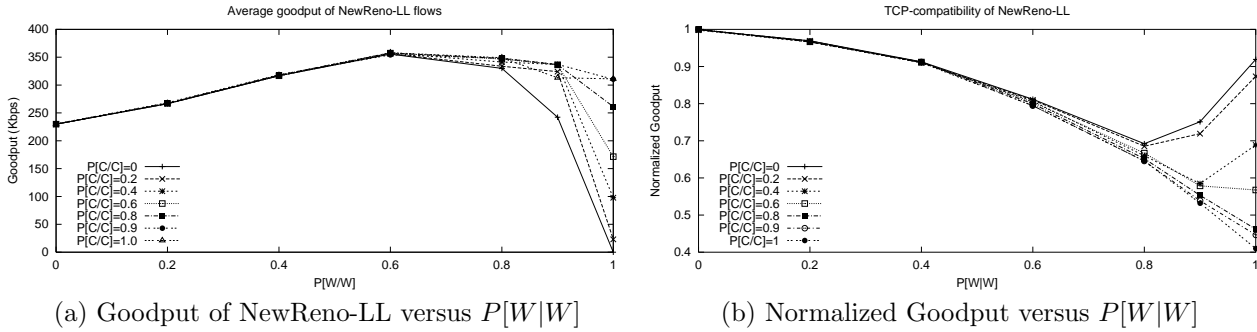 Average goodput of NewReno-LL flows
400
350
300
250
200
150
100
50
0
Goodput (Kbps)
P[C/C]=0
P[C/C]=0.2
P[C/C]=0.4
P[C/C]=0.6
P[C/C]=0.8
P[C/C]=0.9
P[C/C]=1.0
0 0.2 0.4 0.6 0.8 1
P[W/W]
(a) Goodput of NewReno-LL versus P[W|W]
TCP-compatibility of NewReno-LL
1
0.9
0.8
0.7
0.6
0.5
0.4
Normalized Goodput
P[C/C]=0
P[C/C]=0.2
P[C/C]=0.4
P[C/C]=0.6
P[C/C]=0.8
P[C/C]=0.9
P[C/C]=1
0 0.2 0.4 0.6 0.8 1
P[W|W]
(b) Normalized Goodput versus P[W|W]